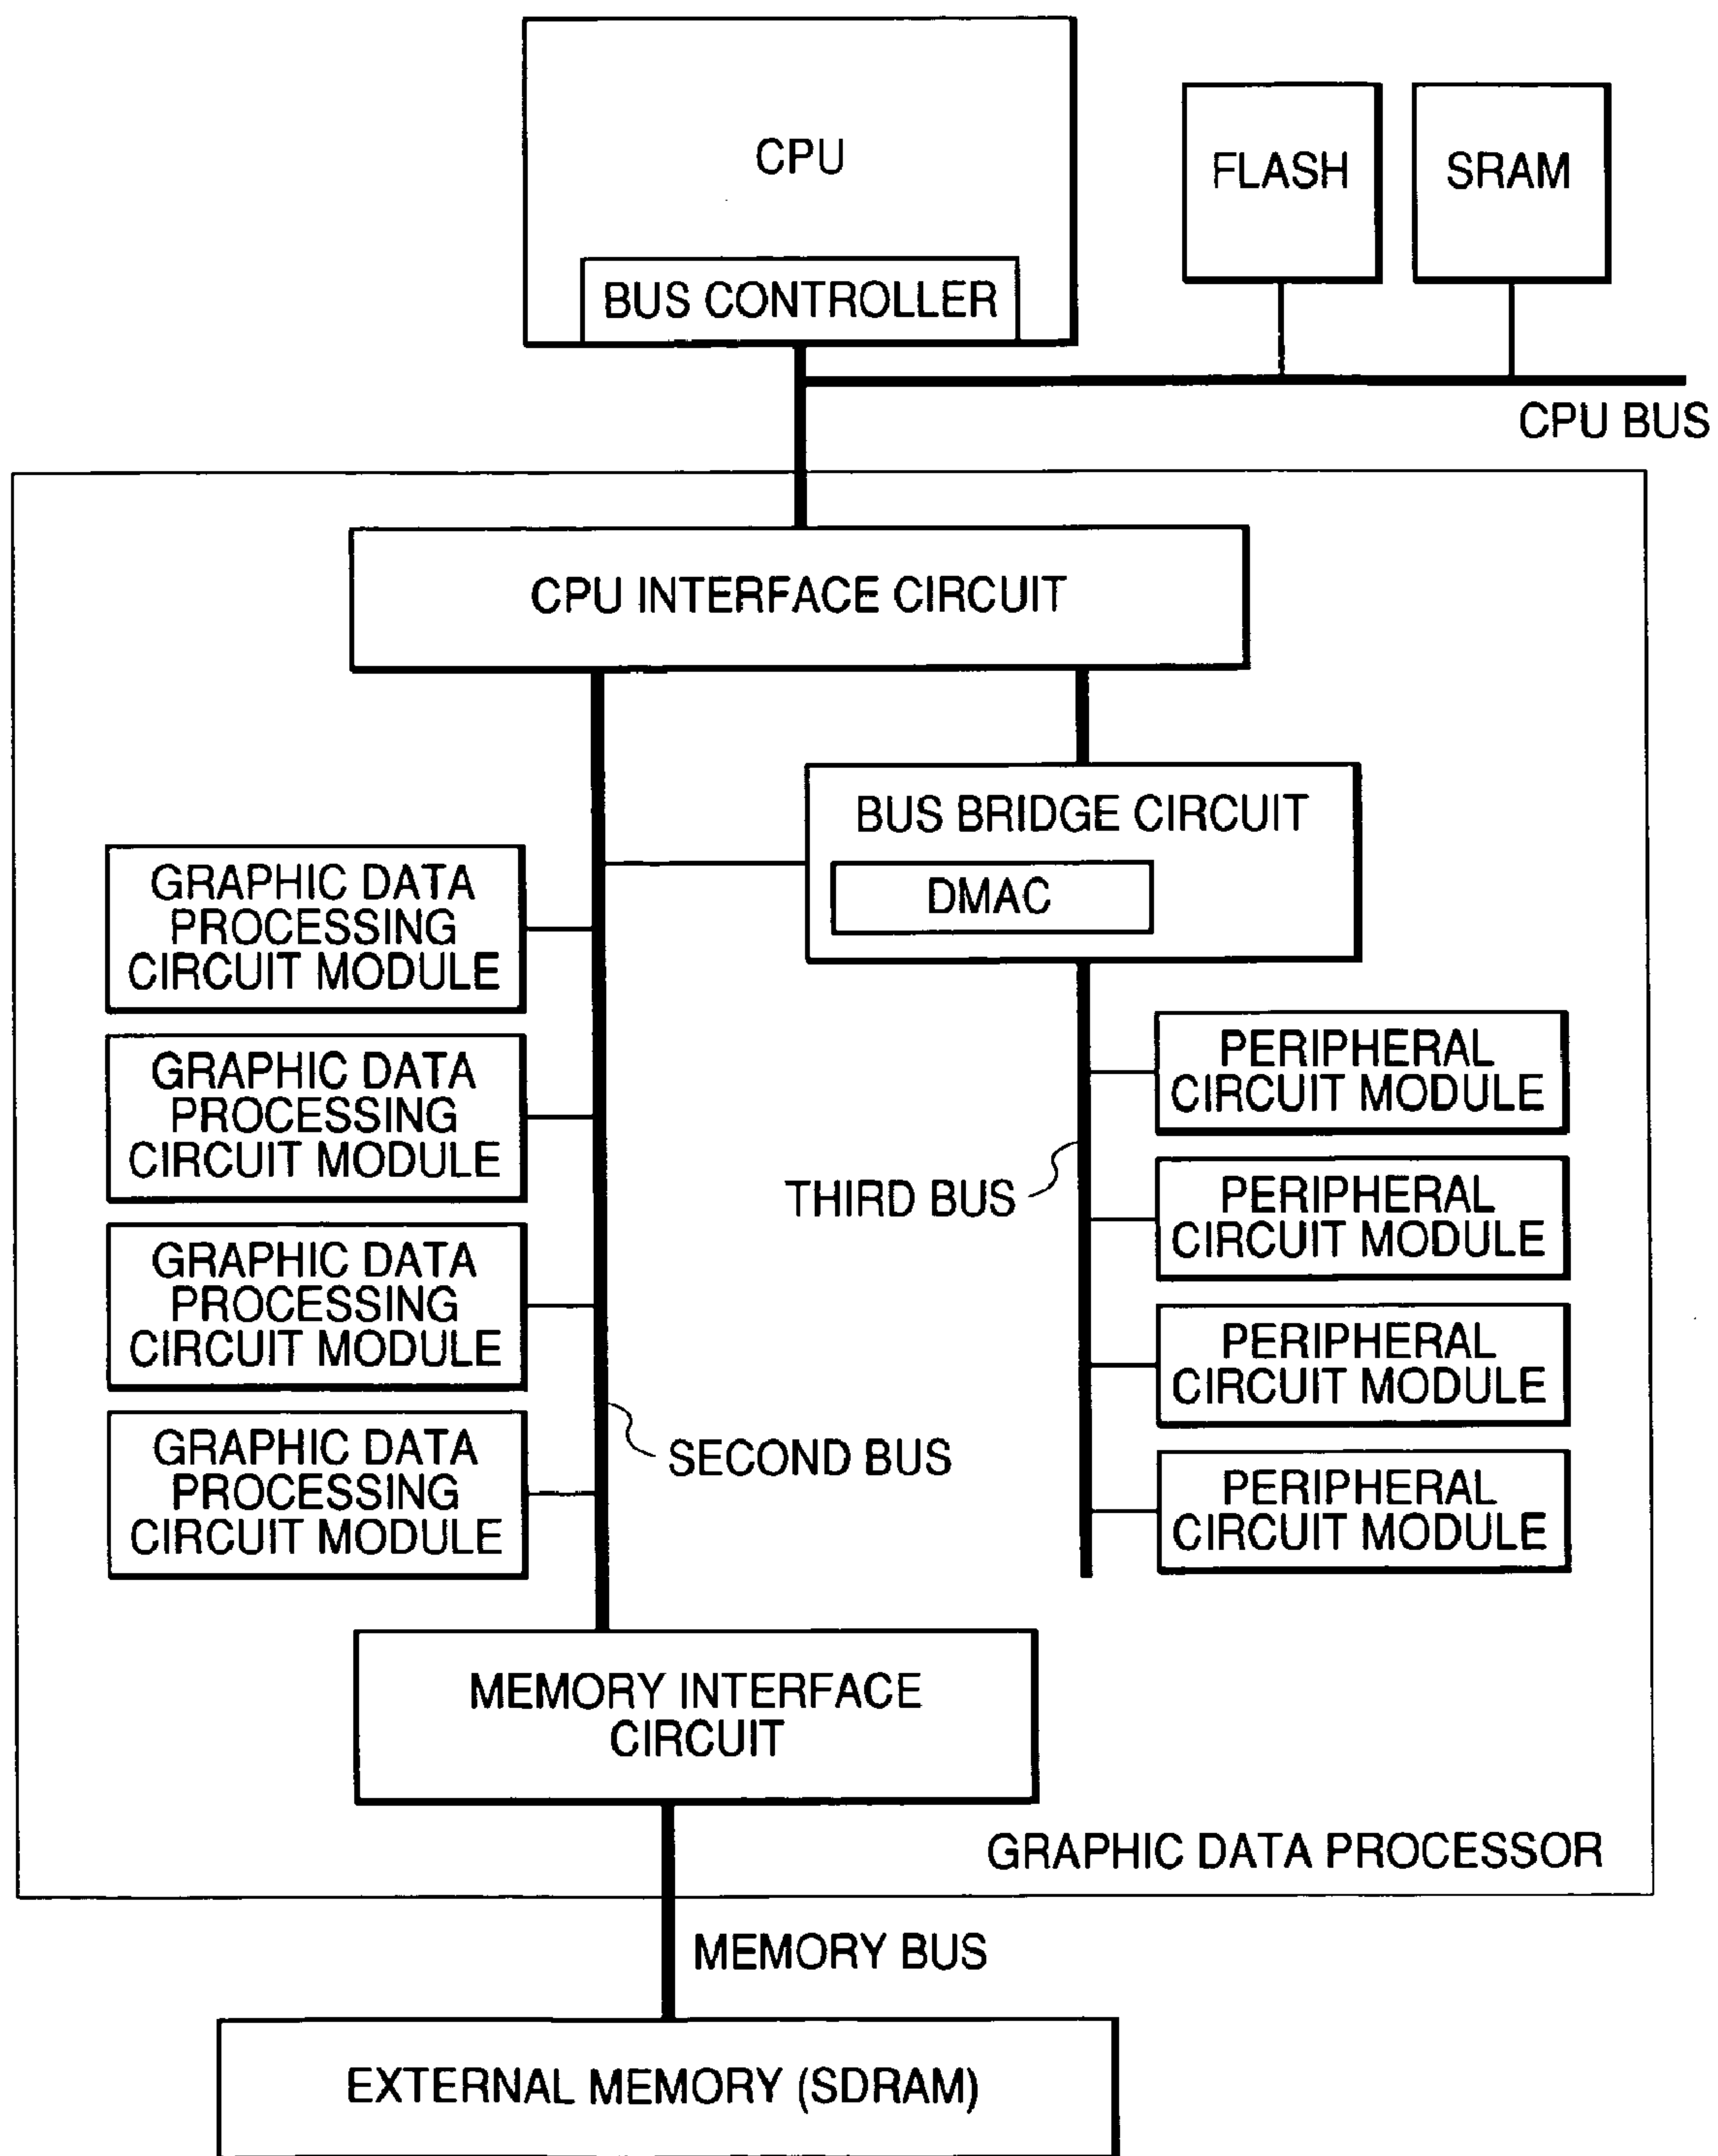 CPU
BUS CONTROLLER
FLASH
SRAM
CPU BUS
CPU INTERFACE CIRCUIT
BUS BRIDGE CIRCUIT
DMAC
GRAPHIC DATA
PROCESSING
CIRCUIT MODULE
GRAPHIC DATA
PROCESSING
CIRCUIT MODULE
GRAPHIC DATA
PROCESSING
CIRCUIT MODULE
GRAPHIC DATA
PROCESSING
CIRCUIT MODULE
PERIPHERAL
CIRCUIT MODULE
THIRD BUS
PERIPHERAL
CIRCUIT MODULE
PERIPHERAL
CIRCUIT MODULE
SECOND BUS
PERIPHERAL
CIRCUIT MODULE
MEMORY INTERFACE
CIRCUIT
GRAPHIC DATA PROCESSOR
MEMORY BUS
EXTERNAL MEMORY (SDRAM)